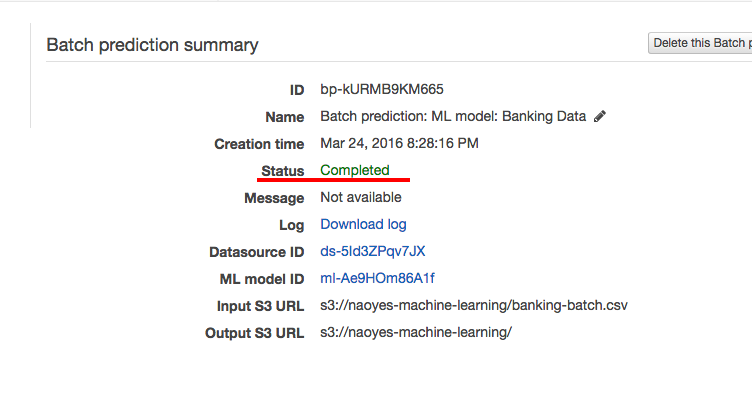 Batch prediction summary
Delete this Batch p
ID bp-kURMB9KM665
Name Batch prediction: ML model: Banking Data
Creation time Mar 24, 2016 8:28:16 PM
Status Completed
Message Not available
Log Download log
Datasource ID ds-5Id3ZPqv7JX
ML model ID ml-Ae9HOm86A1f
Input S3 URL s3://naoyes-machine-learning/banking-batch.csv
Output S3 URL s3://naoyes-machine-learning/